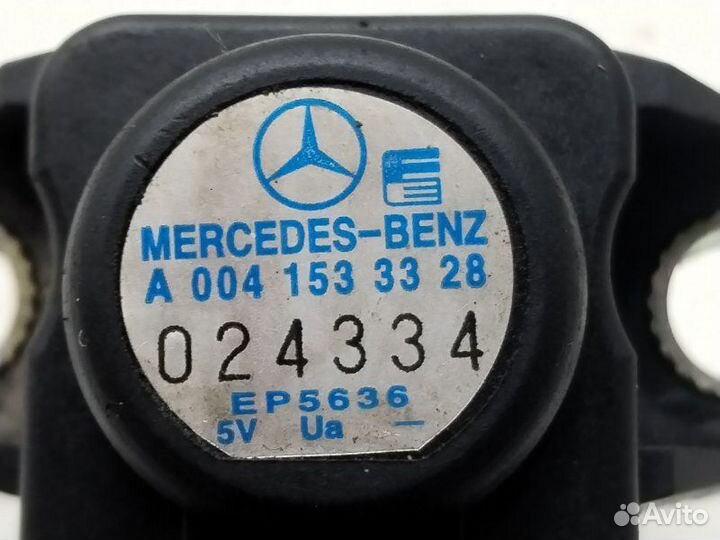 MERCEDES-BENZ
A 004 153 33 28
024334
EP5636
5V Ua –
Avito